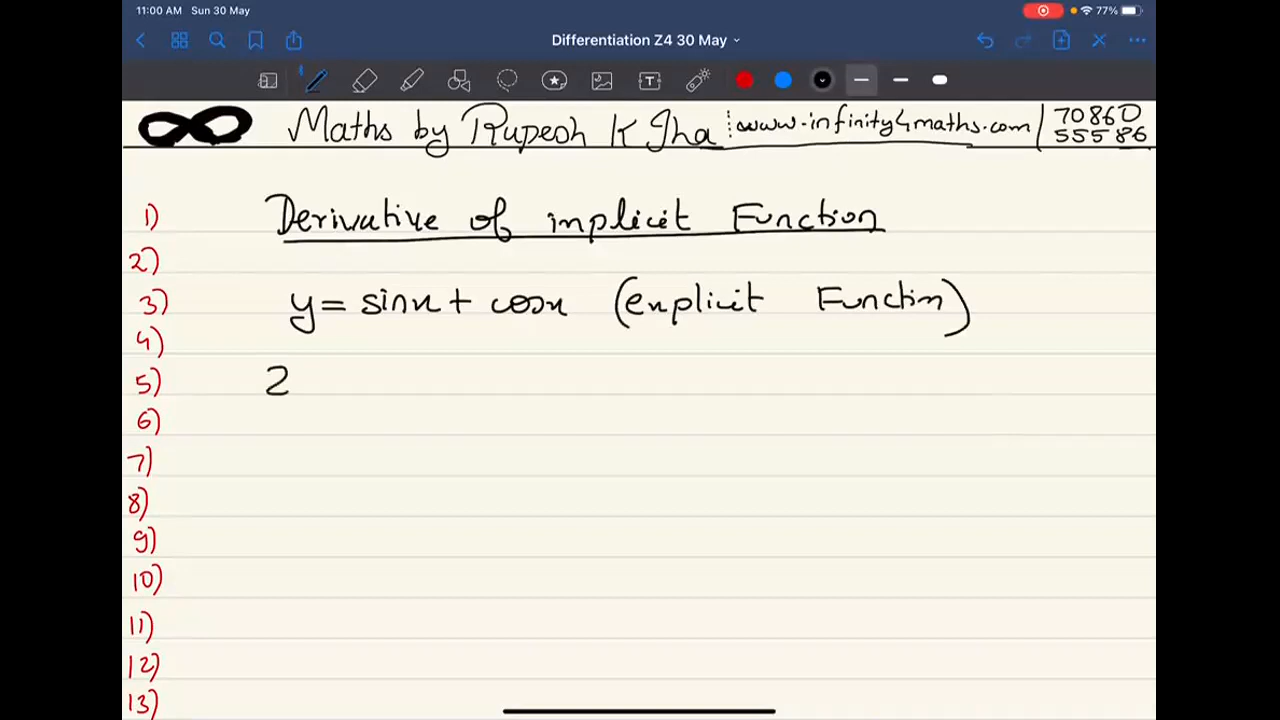 11:00 AM Sun 30 May
77%
Differentiation Z4 30 May
Maths by Rupesh K Jha www.infinity4maths.com 70860 55586
1) Derivative of implicit Function
2)
3) y = sinx + cosx (explicit Functin)
4)
5) 2
6)
7)
8)
9)
10)
11)
12)
13)